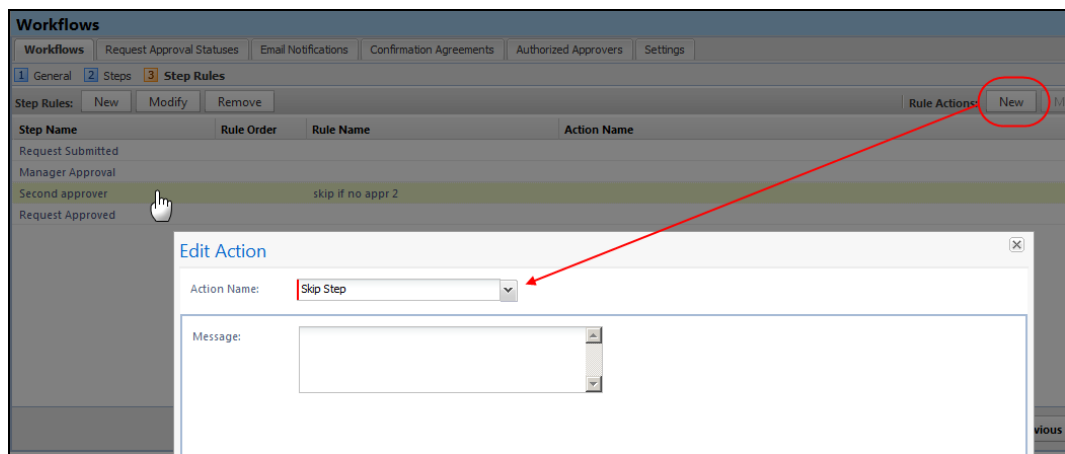 Workflows
Workflows Request Approval Statuses Email Notifications Confirmation Agreements Authorized Approvers Settings
1 General 2 Steps 3 Step Rules
Step Rules: New Modify Remove Rule Actions: New M
Step Name Rule Order Rule Name Action Name
Request Submitted
Manager Approval
Second approver skip if no appr 2
Request Approved
Edit Action
Action Name: Skip Step
Message:
vious